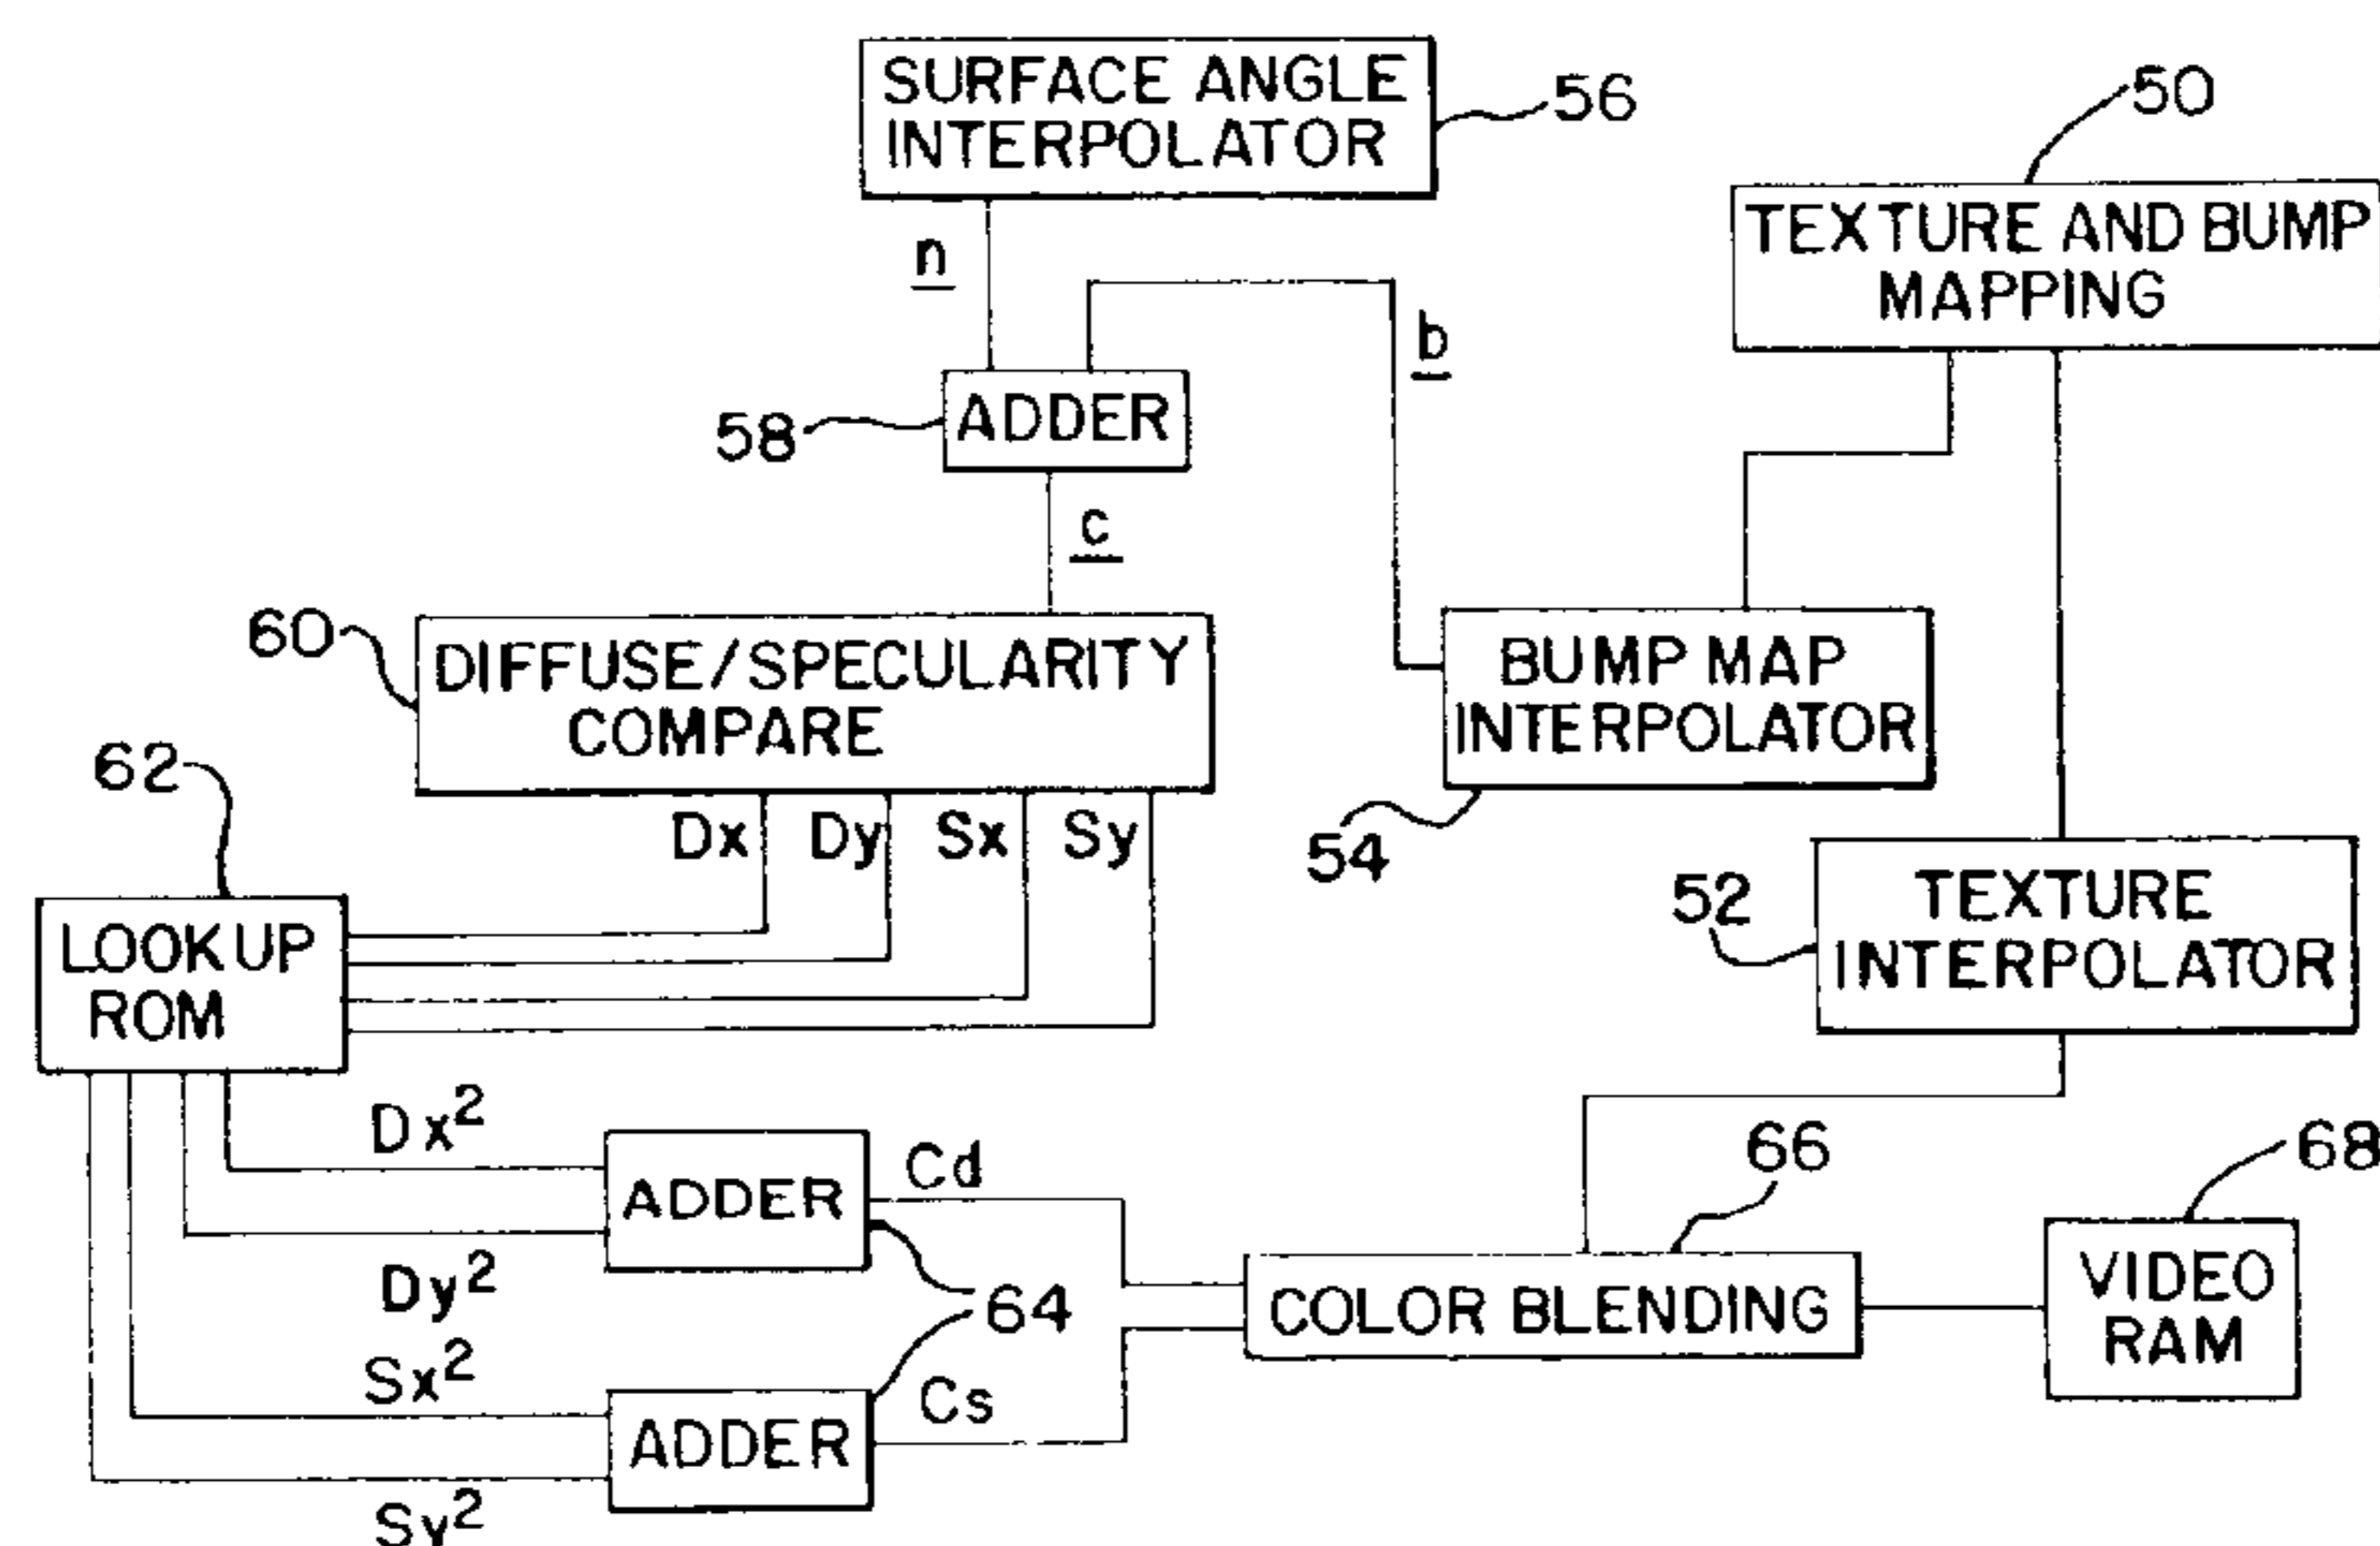 SURFACE ANGLE
INTERPOLATOR
56
50
TEXTURE AND BUMP
MAPPING
n
b
58
ADDER
c
60
DIFFUSE/SPECULARITY
COMPARE
BUMP MAP
INTERPOLATOR
54
62
Dx Dy Sx Sy
LOOKUP
ROM
52
TEXTURE
INTERPOLATOR
Dx²
Dy²
ADDER
Cd
64
Sx²
Sy²
ADDER
Cs
66
COLOR BLENDING
68
VIDEO
RAM